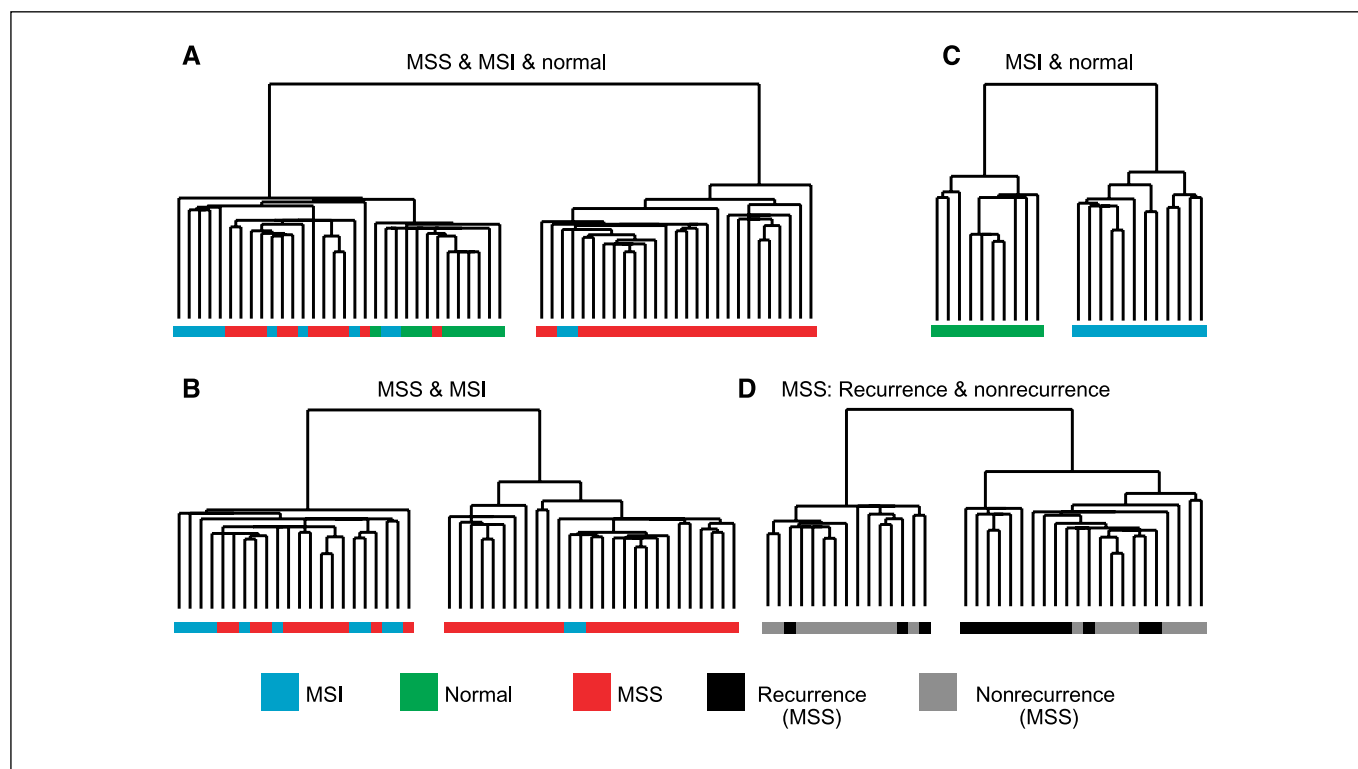 A
MSS & MSI & normal
C
MSI & normal
B
MSS & MSI
D
MSS: Recurrence & nonrecurrence
MSI
Normal
MSS
Recurrence
(MSS)
Nonrecurrence
(MSS)